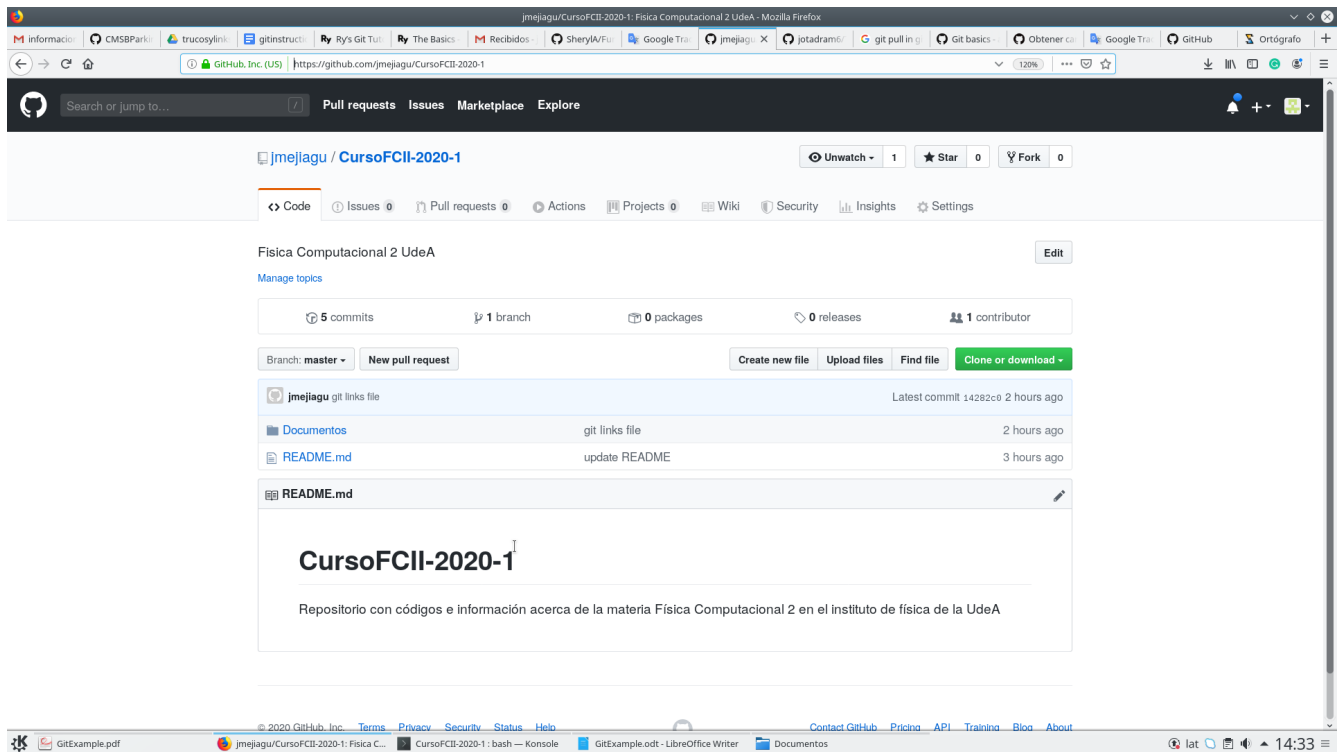 jmejiagu/CursoFCII-2020-1: Fisica Computacional 2 UdeA - Mozilla Firefox
informacio CMSBParki trucosylink gitinstructi Ry's Git Tut The Basics Recibidos - SherylA/Fu Google Tra jmejiagu jotadram6/ git pull in g Git basics - Obtener ca Google Tra GitHub Ortógrafo
GitHub, Inc. (US) https://github.com/jmejiagu/CursoFCII-2020-1 120%
Search or jump to… / Pull requests Issues Marketplace Explore
jmejiagu / CursoFCII-2020-1 Unwatch 1 Star 0 Fork 0
Code Issues 0 Pull requests 0 Actions Projects 0 Wiki Security Insights Settings
Fisica Computacional 2 UdeA Edit
Manage topics
5 commits 1 branch 0 packages 0 releases 1 contributor
Branch: master New pull request Create new file Upload files Find file Clone or download
jmejiagu git links file Latest commit 14282c0 2 hours ago
Documentos git links file 2 hours ago
README.md update README 3 hours ago
README.md
CursoFCII-2020-1
Repositorio con códigos e información acerca de la materia Física Computacional 2 en el instituto de física de la UdeA
© 2020 GitHub, Inc. Terms Privacy Security Status Help Contact GitHub Pricing API Training Blog About
GitExample.pdf jmejiagu/CursoFCII-2020-1: Fisica C... CursoFCII-2020-1 : bash — Konsole GitExample.odt - LibreOffice Writer Documentos lat 14:33